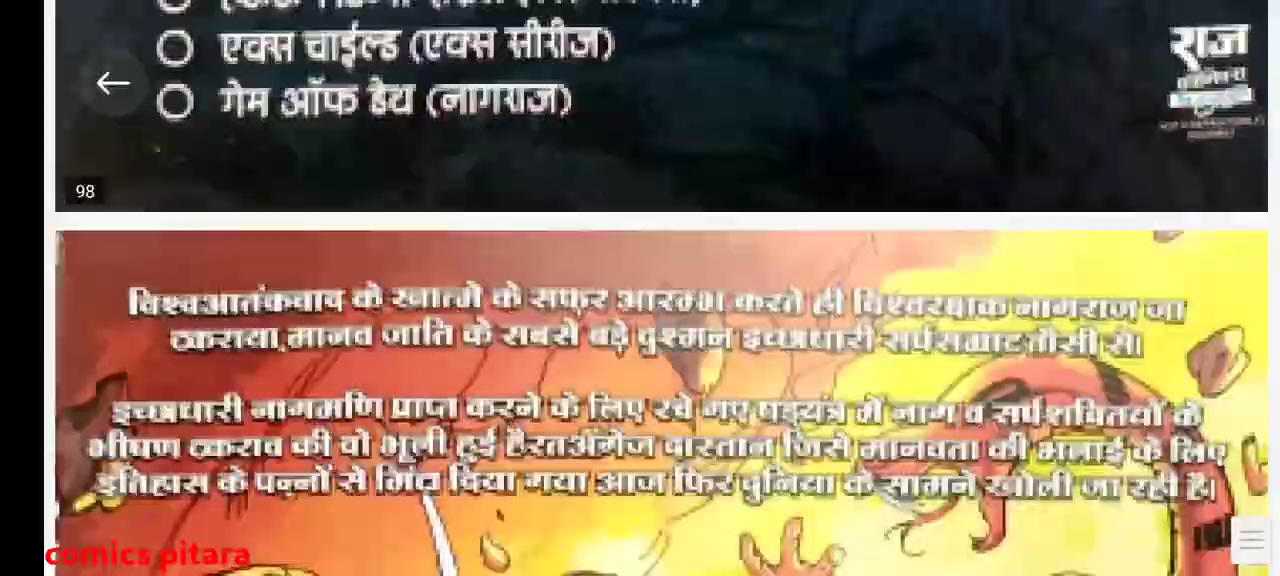 एक्स चाईल्ड (एक्स सीरीज)
गेम ऑफ डेथ (नागराज)
राज
98
विश्वआतंकवाद के खात्मे के सफर आरम्भ करते ही विश्वरक्षक नागराज जा
टकराया मानव जाति के सबसे बड़े दुश्मन इच्छाधारी सर्पसम्राट तौसी से।
इच्छाधारी नागमणि प्राप्त करने के लिए रचे गए षड्यंत्र में नाग व सर्प शक्तियों के
भीषण टकराव की वो भूली हुई हैरतअंगेज दास्तान जिसे मानवता की भलाई के लिए
इतिहास के पन्नों से मिटा दिया गया आज फिर दुनिया के सामने खोली जा रही है।
comics pitara